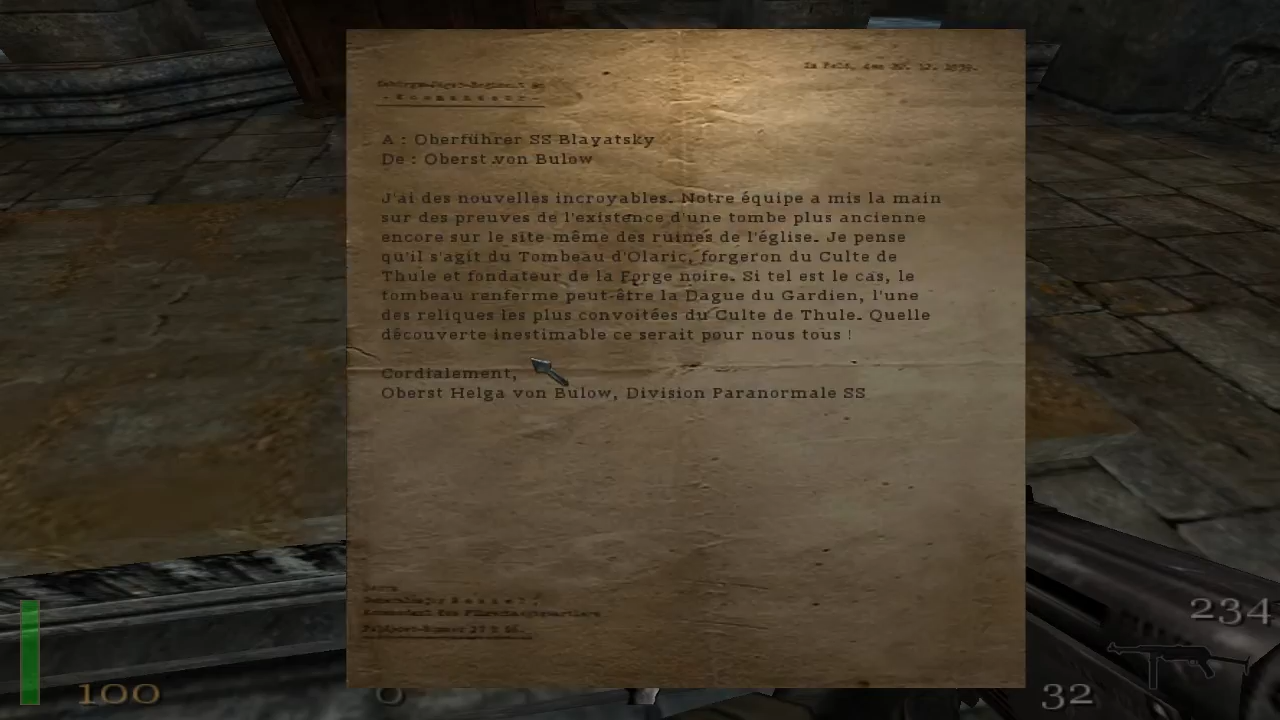 A : Oberführer SS Blavatsky
De : Oberst von Bulow
J'ai des nouvelles incroyables. Notre équipe a mis la main
sur des preuves de l'existence d'une tombe plus ancienne
encore sur le site même des ruines de l'église. Je pense
qu'il s'agit du Tombeau d'Olaric, forgeron du Culte de
Thule et fondateur de la Forge noire. Si tel est le cas, le
tombeau renferme peut-être la Dague du Gardien, l'une
des reliques les plus convoitées du Culte de Thule. Quelle
découverte inestimable ce serait pour nous tous !
Cordialement,
Oberst Helga von Bulow, Division Paranormale SS
234
100
0
32